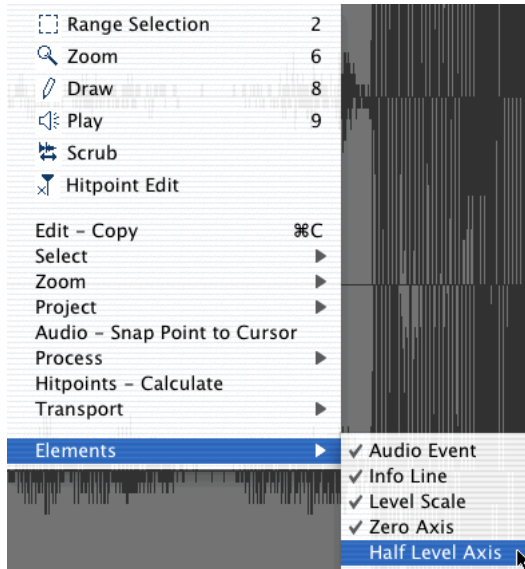 Range Selection 2
Zoom 6
Draw 8
Play 9
Scrub
Hitpoint Edit
Edit – Copy ⌘C
Select
Zoom
Project
Audio – Snap Point to Cursor
Process
Hitpoints – Calculate
Transport
Elements
✓ Audio Event
✓ Info Line
✓ Level Scale
✓ Zero Axis
Half Level Axis